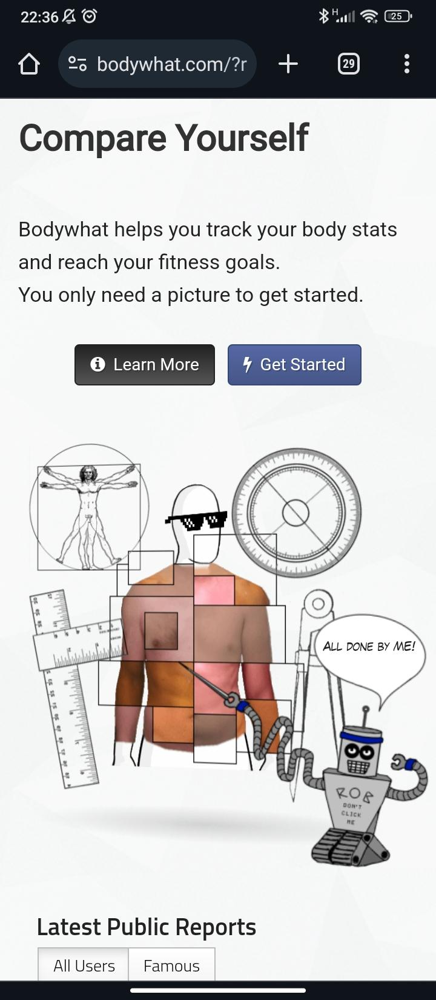 22:36
H
25
bodywhat.com/?r
29
Compare Yourself
Bodywhat helps you track your body stats
and reach your fitness goals.
You only need a picture to get started.
Learn More
Get Started
ALL DONE BY ME!
ROB
DON'T
CLICK
ME
Latest Public Reports
All Users
Famous